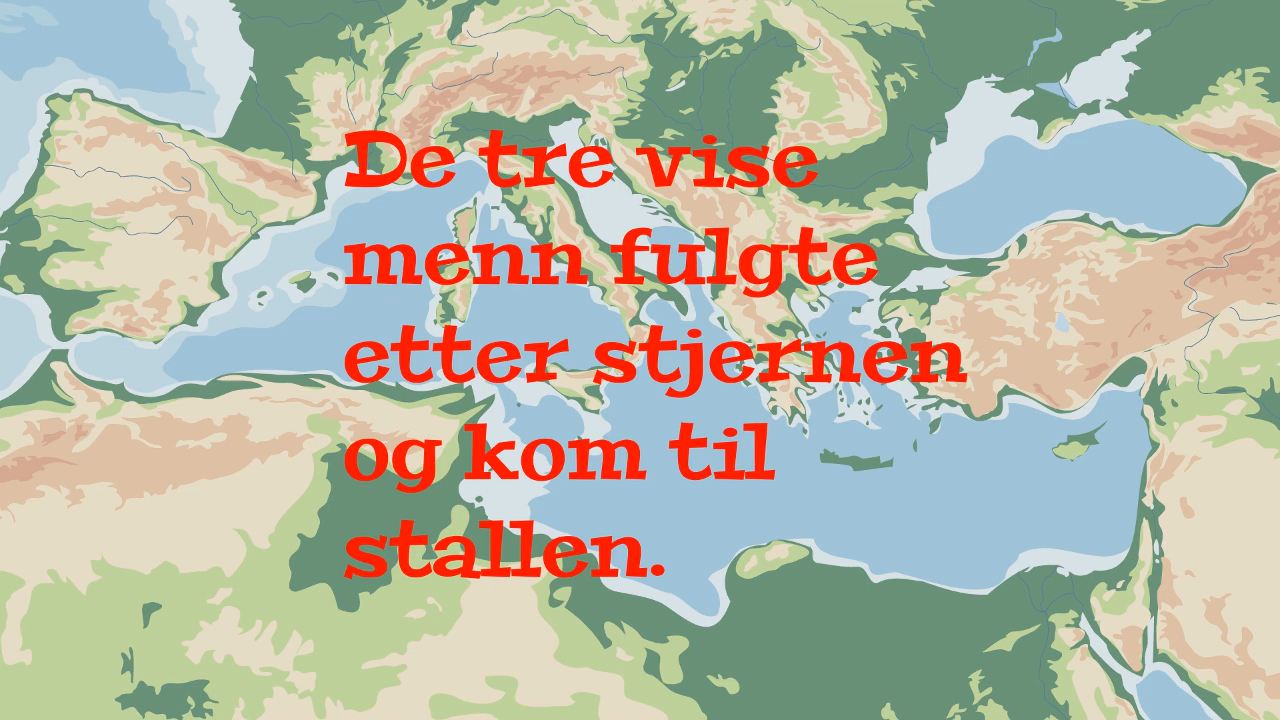 De tre vise
menn fulgte
etter stjernen
og kom til
stallen.